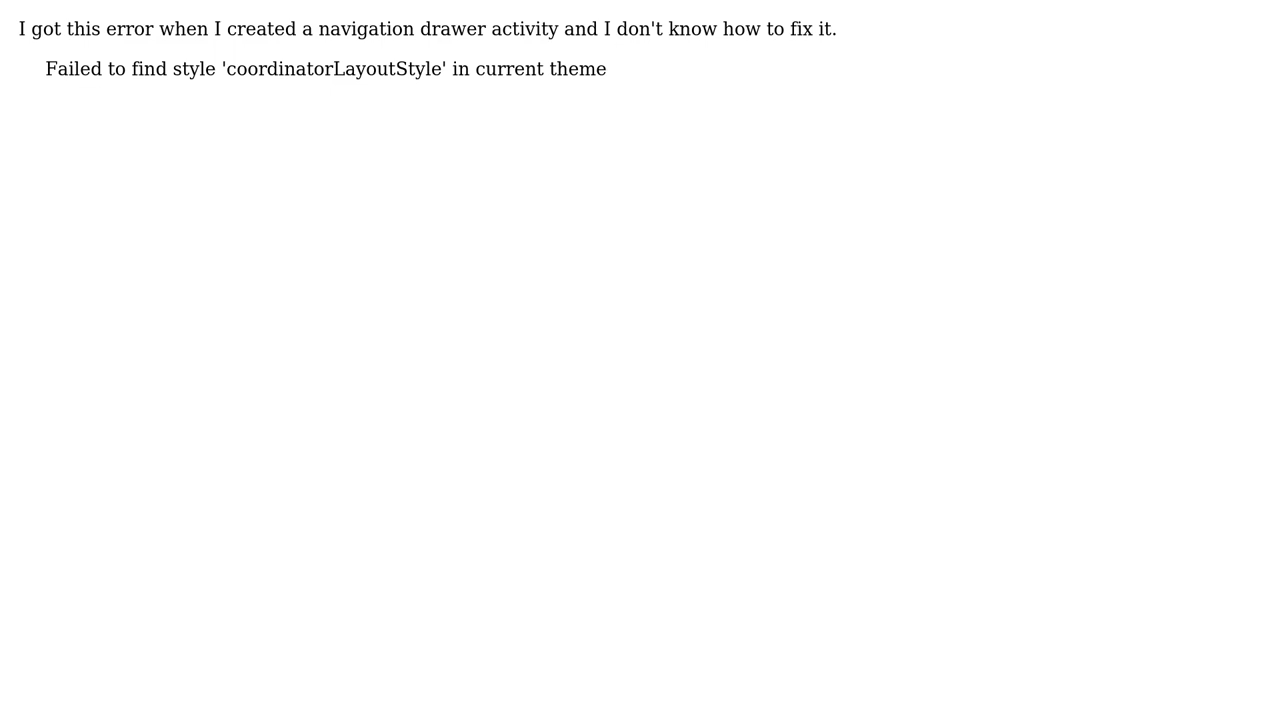 I got this error when I created a navigation drawer activity and I don't know how to fix it.
Failed to find style 'coordinatorLayoutStyle' in current theme